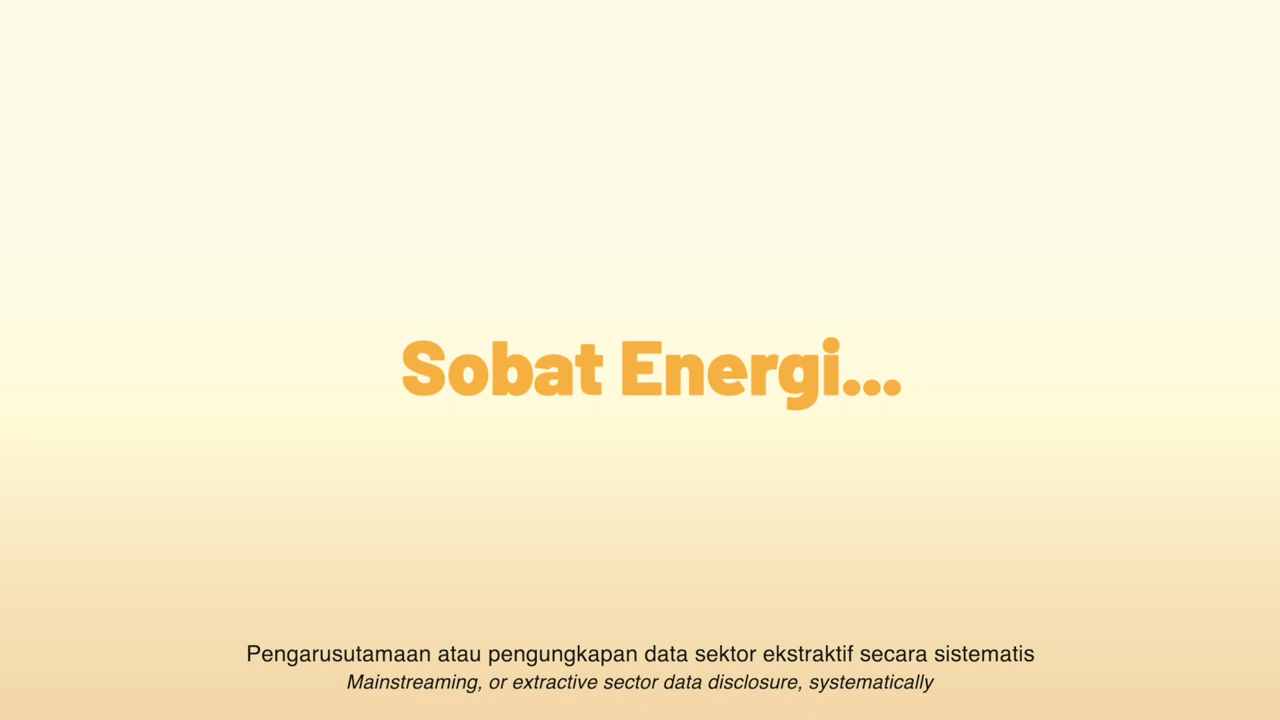 Sobat Energi...
Pengarusutamaan atau pengungkapan data sektor ekstraktif secara sistematis
Mainstreaming, or extractive sector data disclosure, systematically